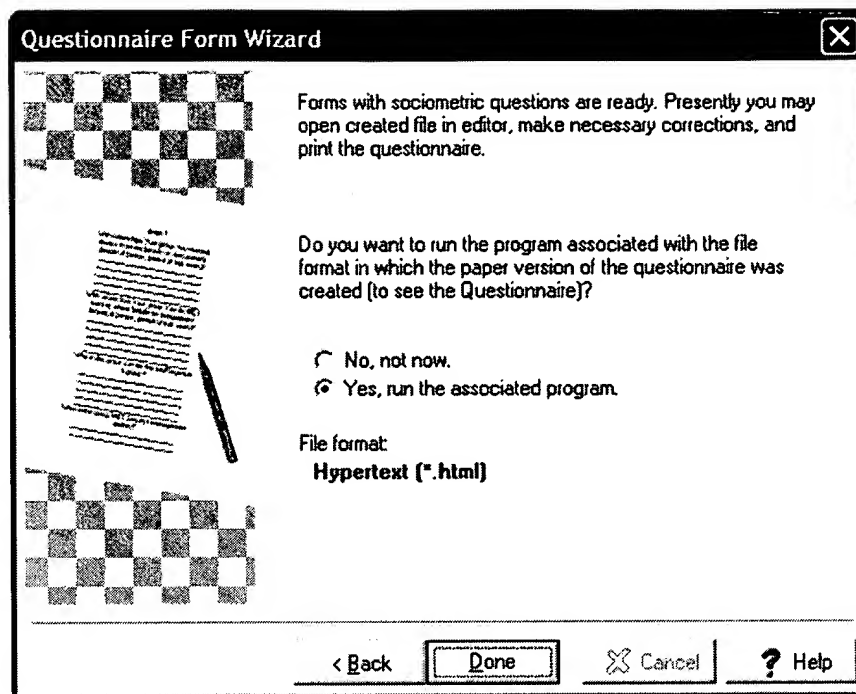 Questionnaire Form Wizard
Forms with sociometric questions are ready. Presently you may
open created file in editor, make necessary corrections, and
print the questionnaire.
Do you want to run the program associated with the file
format in which the paper version of the questionnaire was
created (to see the Questionnaire)?
No, not now.
Yes, run the associated program.
File format:
Hypertext (*.html)
< Back
Done
Cancel
? Help